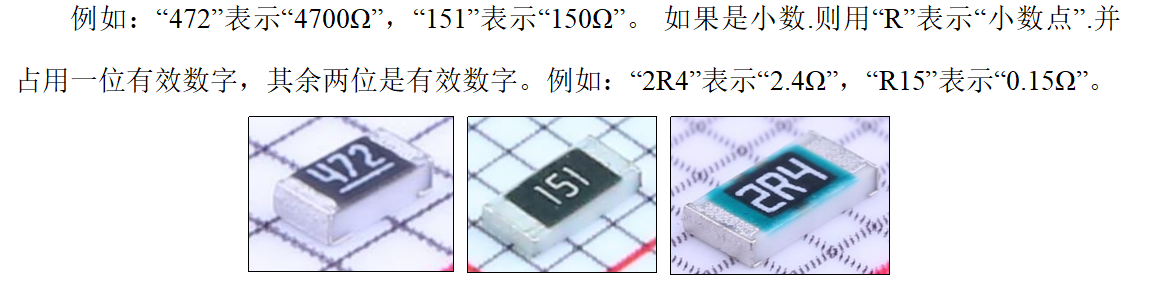 例如：“472”表示“4700Ω”，“151”表示“150Ω”。 如果是小数.则用“R”表示“小数点”.并
占用一位有效数字，其余两位是有效数字。例如：“2R4”表示“2.4Ω”，“R15”表示“0.15Ω”。
472
151
2R4